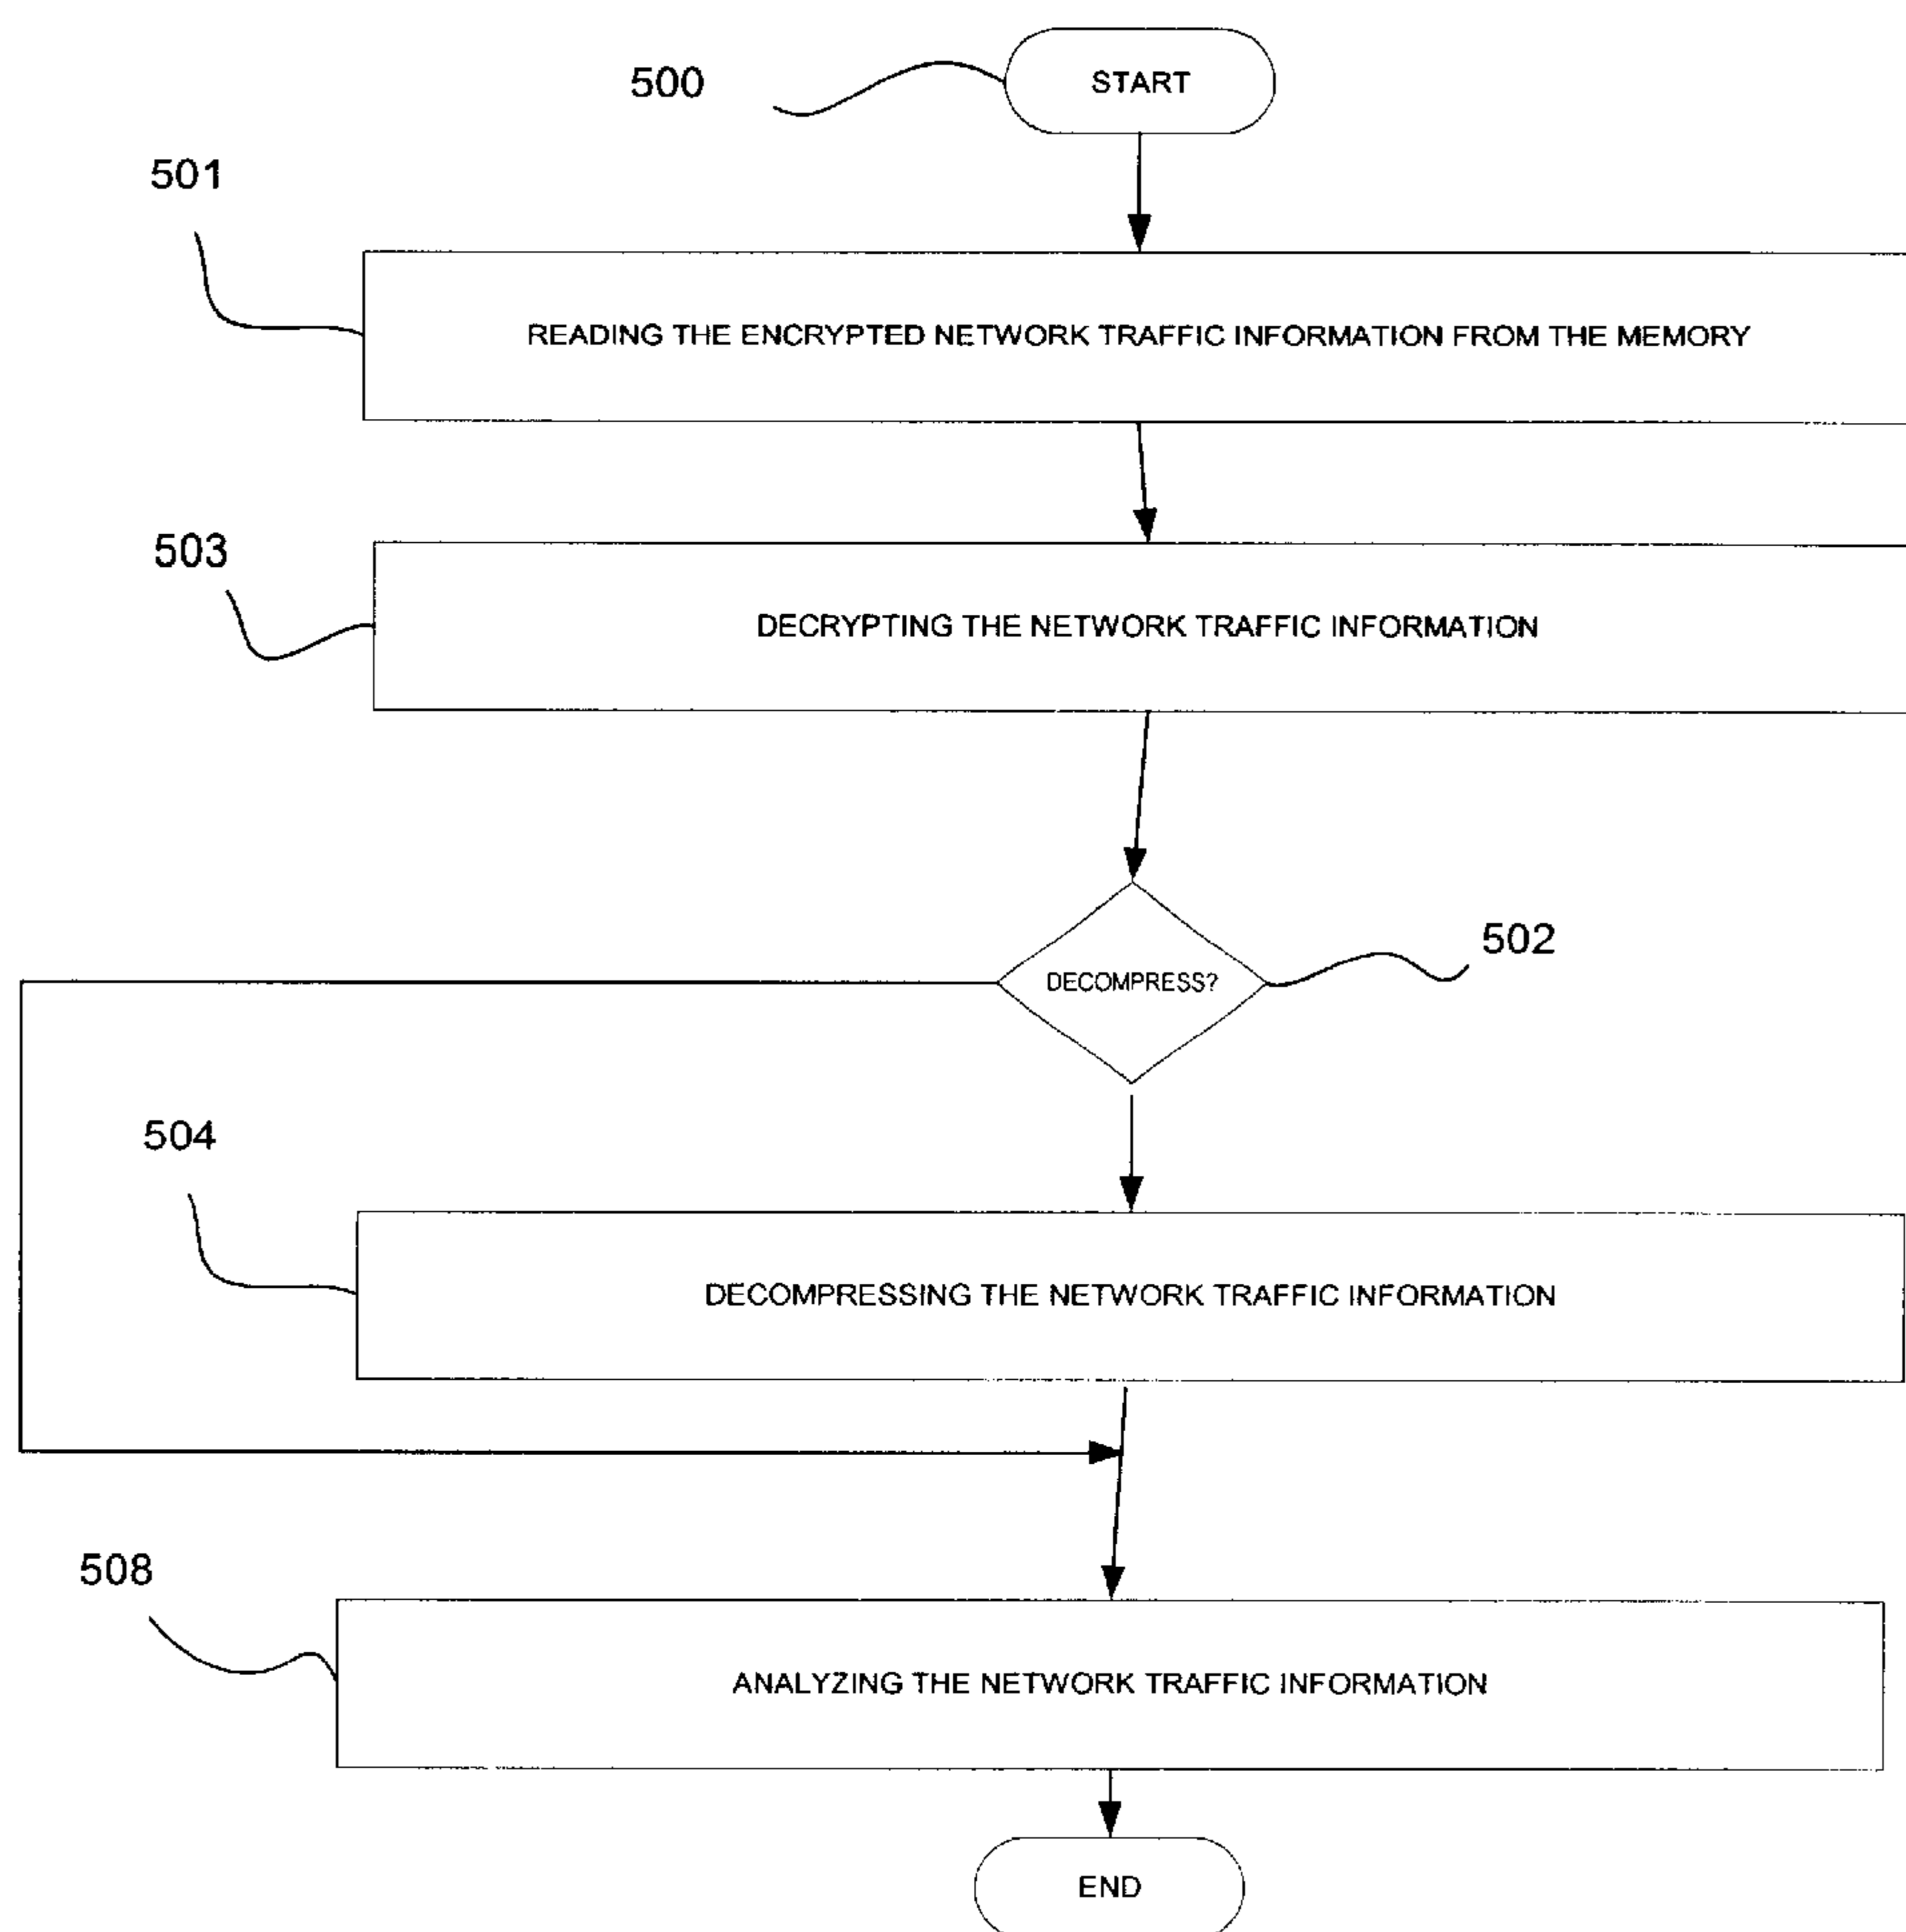 500
START
501
READING THE ENCRYPTED NETWORK TRAFFIC INFORMATION FROM THE MEMORY
503
DECRYPTING THE NETWORK TRAFFIC INFORMATION
502
DECOMPRESS?
504
DECOMPRESSING THE NETWORK TRAFFIC INFORMATION
508
ANALYZING THE NETWORK TRAFFIC INFORMATION
END